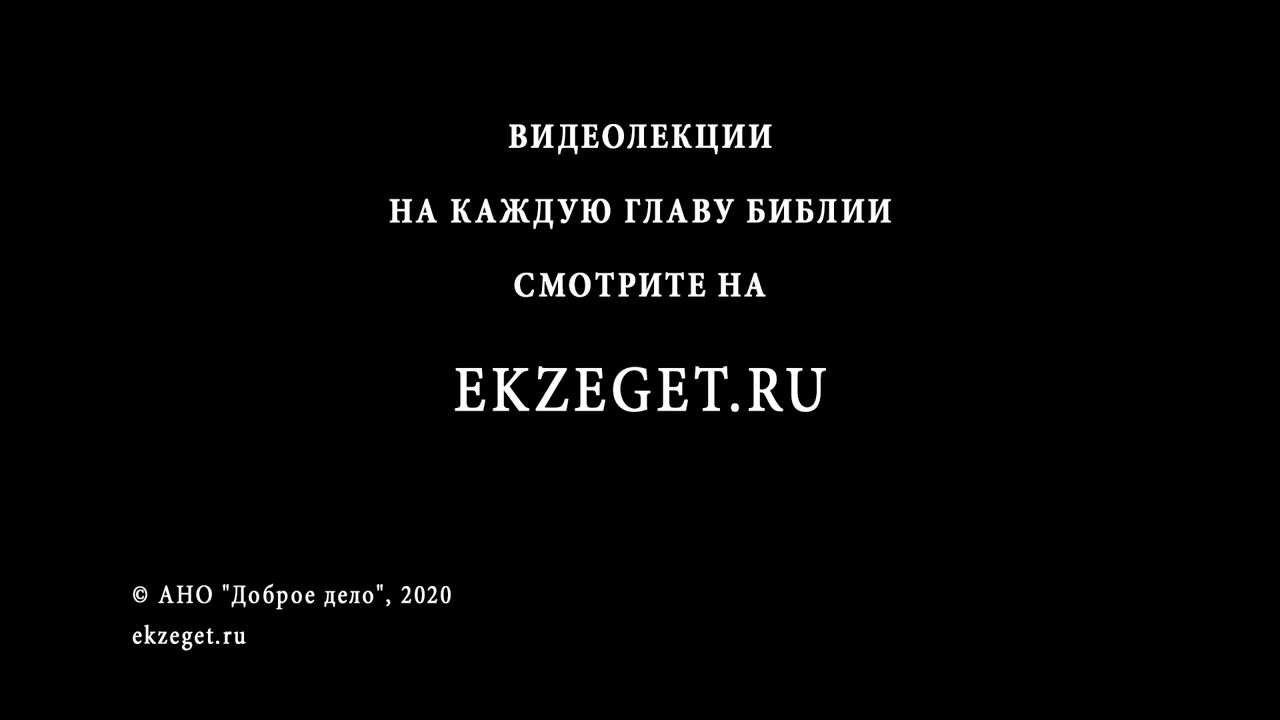 ВИДЕОЛЕКЦИИ
НА КАЖДУЮ ГЛАВУ БИБЛИИ
СМОТРИТЕ НА
EKZEGET.RU
© АНО "Доброе дело", 2020
ekzeget.ru